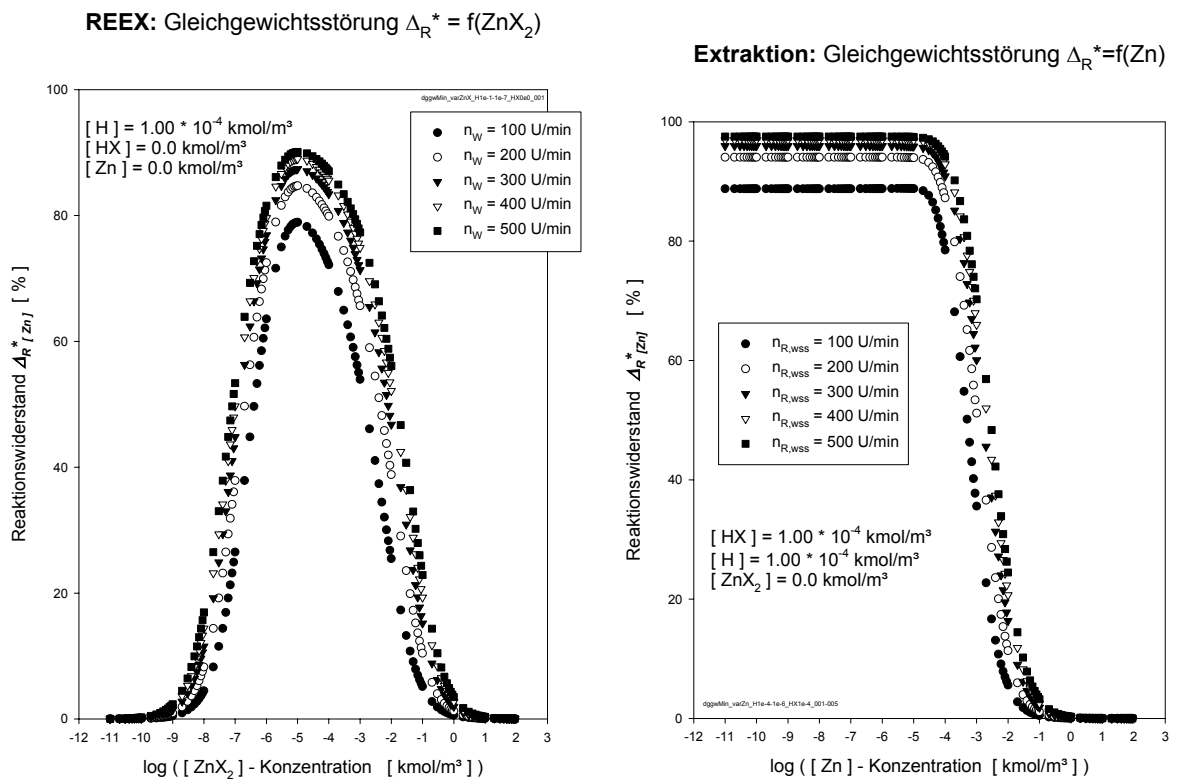 REEX: Gleichgewichtsstörung Δ_R* = f(ZnX₂)
dggwMin_varZnX_H1e-1-1e-7_HX0e0_001
[ H ] = 1.00 * 10⁻⁴ kmol/m³
[ HX ] = 0.0 kmol/m³
[ Zn ] = 0.0 kmol/m³
n_W = 100 U/min
n_W = 200 U/min
n_W = 300 U/min
n_W = 400 U/min
n_W = 500 U/min
Reaktionswiderstand Δ_R*_[Zn] [ % ]
100
80
60
40
20
0
-12 -11 -10 -9 -8 -7 -6 -5 -4 -3 -2 -1 0 1 2 3
log ( [ ZnX₂ ] - Konzentration [ kmol/m³ ] )
Extraktion: Gleichgewichtsstörung Δ_R*=f(Zn)
n_R,wss = 100 U/min
n_R,wss = 200 U/min
n_R,wss = 300 U/min
n_R,wss = 400 U/min
n_R,wss = 500 U/min
[ HX ] = 1.00 * 10⁻⁴ kmol/m³
[ H ] = 1.00 * 10⁻⁴ kmol/m³
[ ZnX₂ ] = 0.0 kmol/m³
dggwMin_varZn_H1e-4-1e-6_HX1e-4_001-005
Reaktionswiderstand Δ_R*_[Zn] [ % ]
100
80
60
40
20
0
-12 -11 -10 -9 -8 -7 -6 -5 -4 -3 -2 -1 0 1 2 3
log ( [ Zn ] - Konzentration [ kmol/m³ ] )